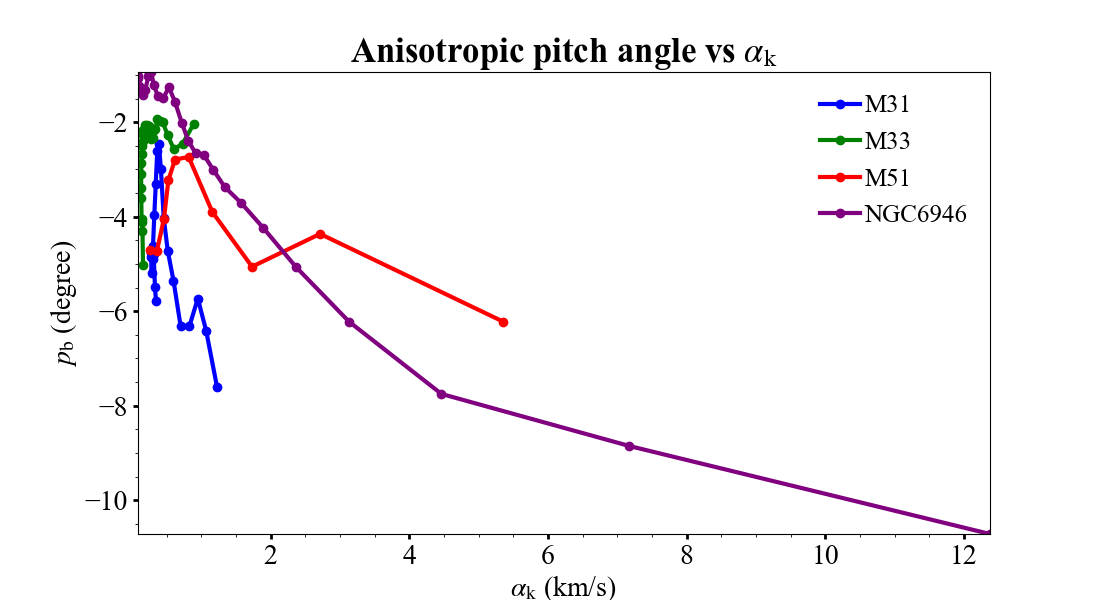 Anisotropic pitch angle vs αk
M31
M33
M51
NGC6946
−2
−4
−6
−8
−10
pb (degree)
2 4 6 8 10 12
αk (km/s)